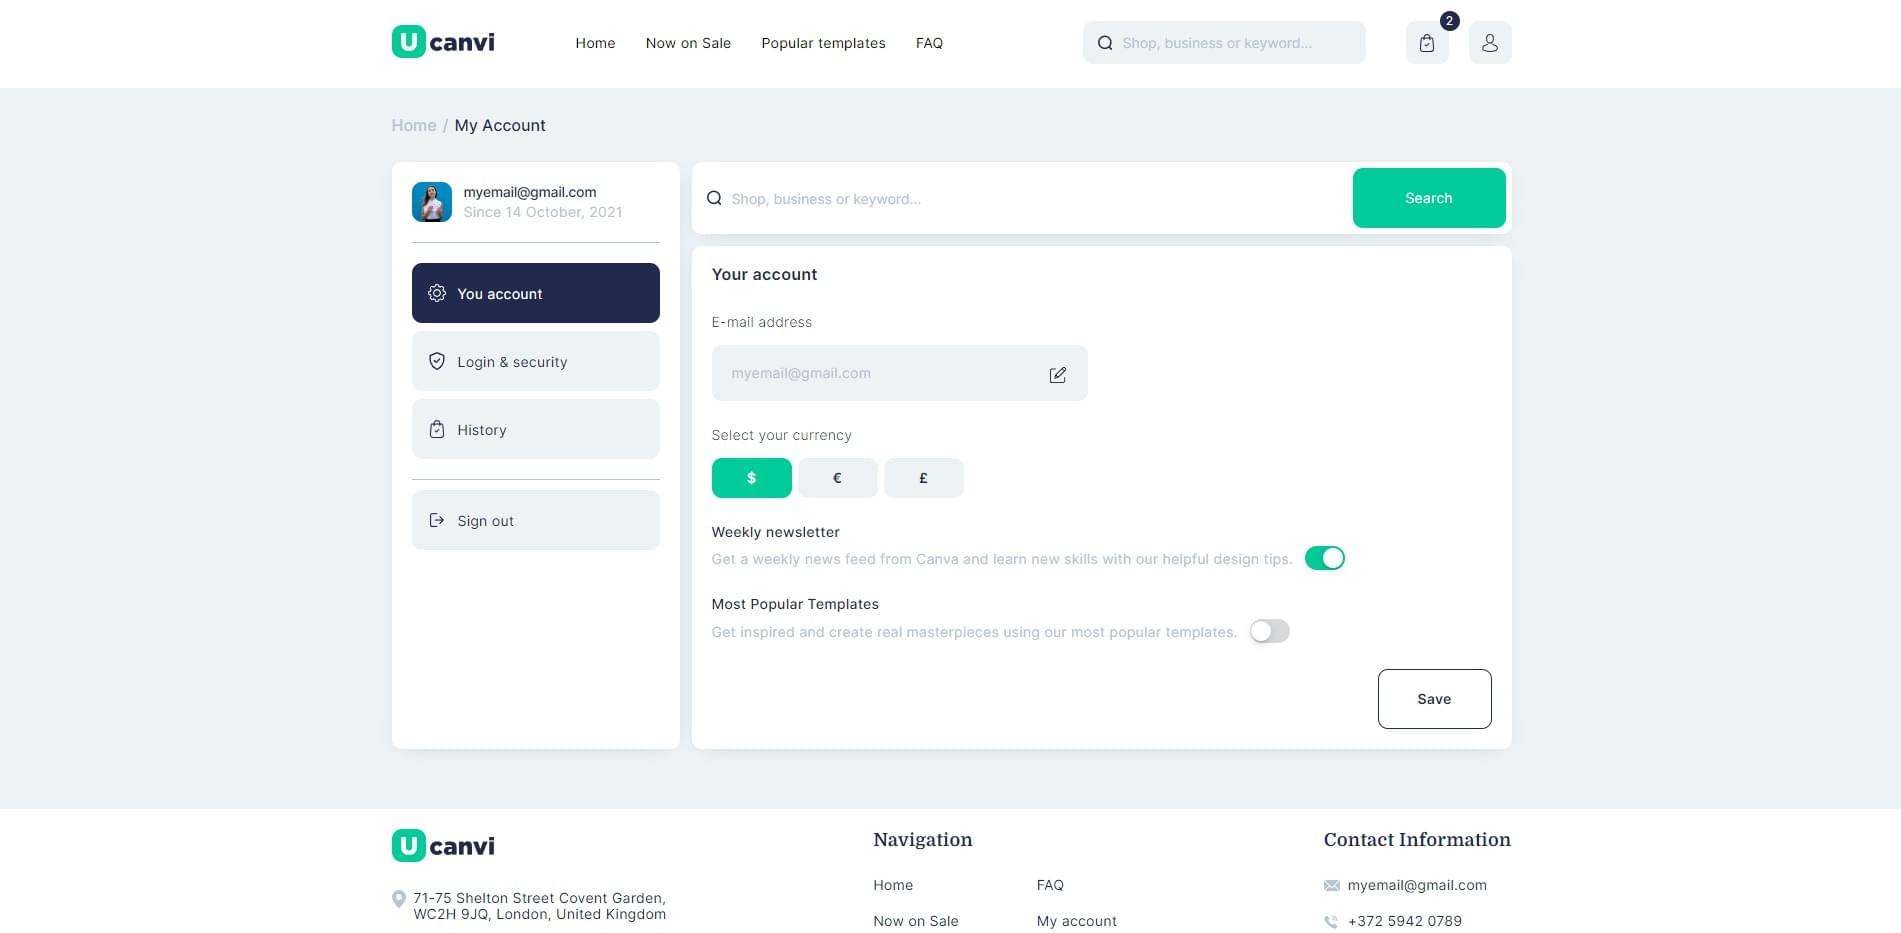 U canvi
Home
Now on Sale
Popular templates
FAQ
Shop, business or keyword...
2
Home / My Account
myemail@gmail.com
Since 14 October, 2021
You account
Login & security
History
Sign out
Shop, business or keyword...
Search
Your account
E-mail address
myemail@gmail.com
Select your currency
$
€
£
Weekly newsletter
Get a weekly news feed from Canva and learn new skills with our helpful design tips.
Most Popular Templates
Get inspired and create real masterpieces using our most popular templates.
Save
U canvi
71-75 Shelton Street Covent Garden,
WC2H 9JQ, London, United Kingdom
Navigation
Home
FAQ
Now on Sale
My account
Contact Information
myemail@gmail.com
+372 5942 0789